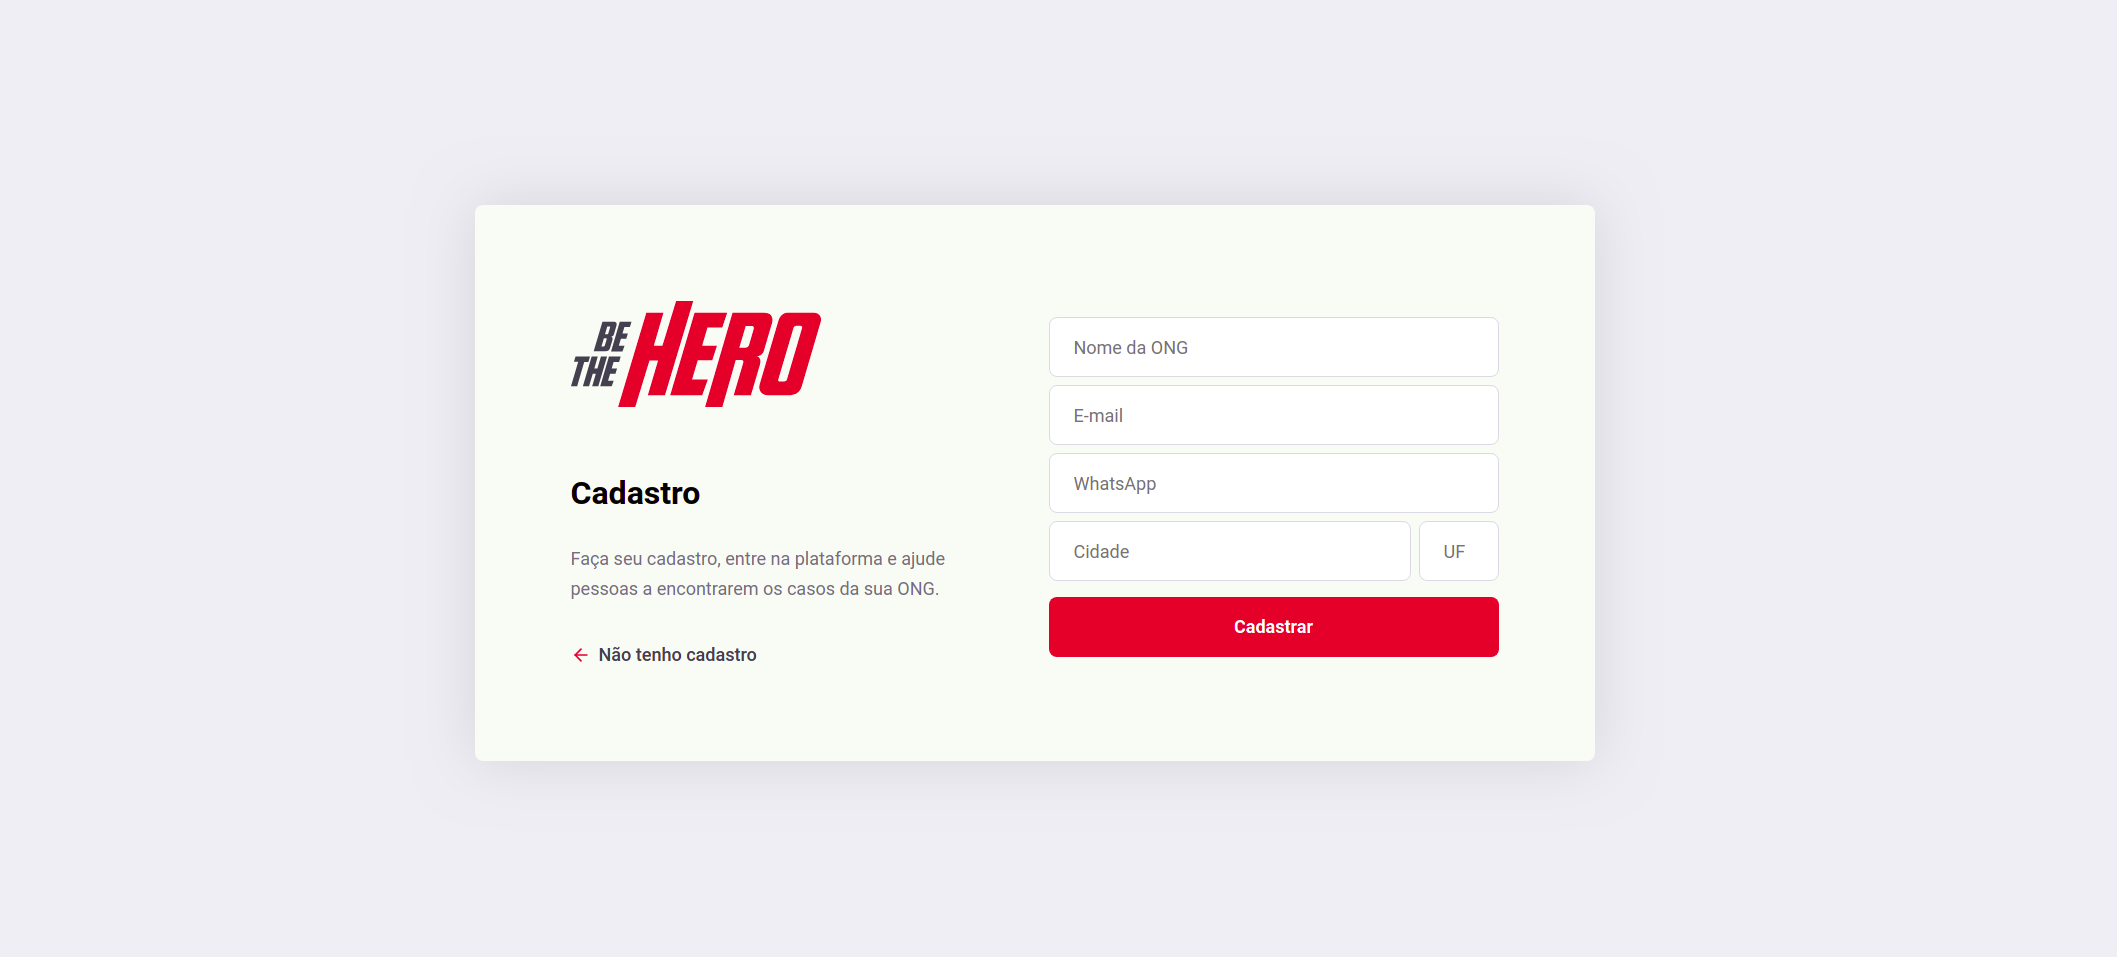 BE
THE
HERO
Cadastro
Faça seu cadastro, entre na plataforma e ajude
pessoas a encontrarem os casos da sua ONG.
Não tenho cadastro
Nome da ONG
E-mail
WhatsApp
Cidade
UF
Cadastrar